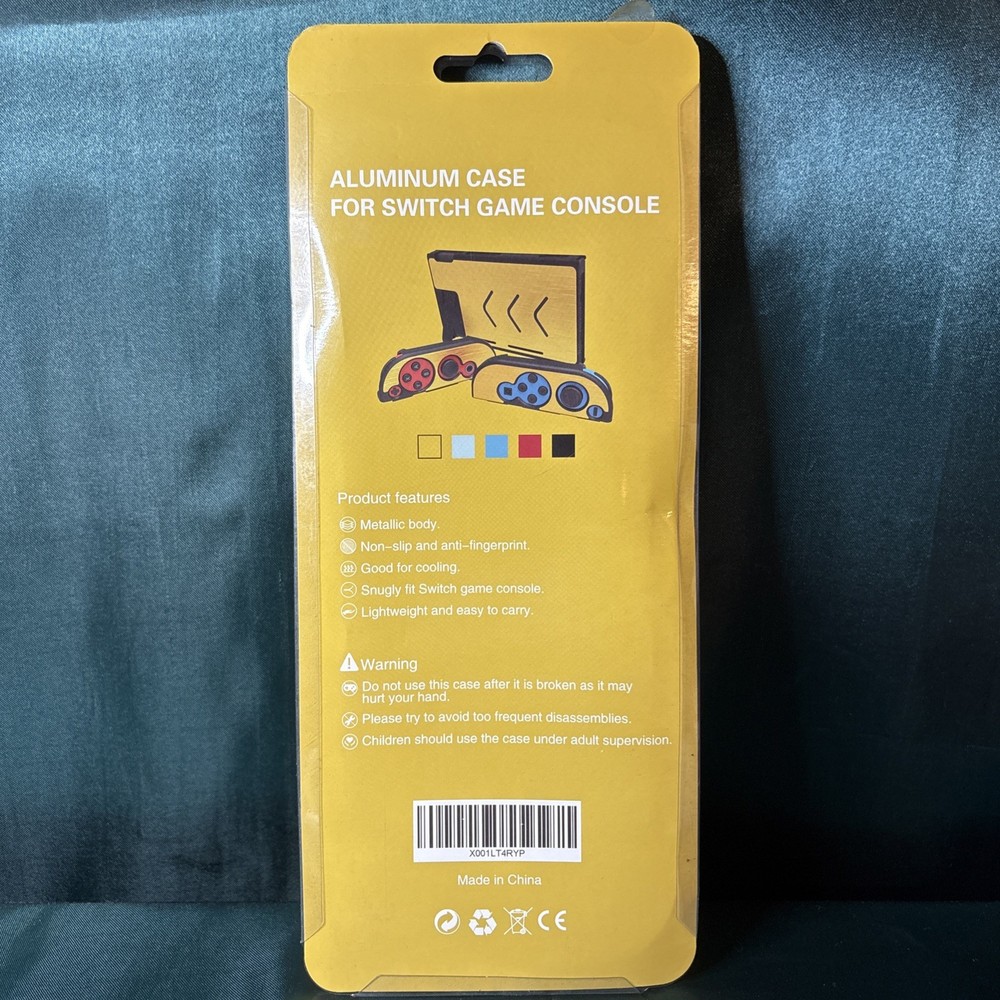 ALUMINUM CASE
FOR SWITCH GAME CONSOLE
Product features
Metallic body.
Non-slip and anti-fingerprint.
Good for cooling.
Snugly fit Switch game console.
Lightweight and easy to carry.
Warning
Do not use this case after it is broken as it may
hurt your hand.
Please try to avoid too frequent disassemblies.
Children should use the case under adult supervision.
X001LT4RYP
Made in China
CE